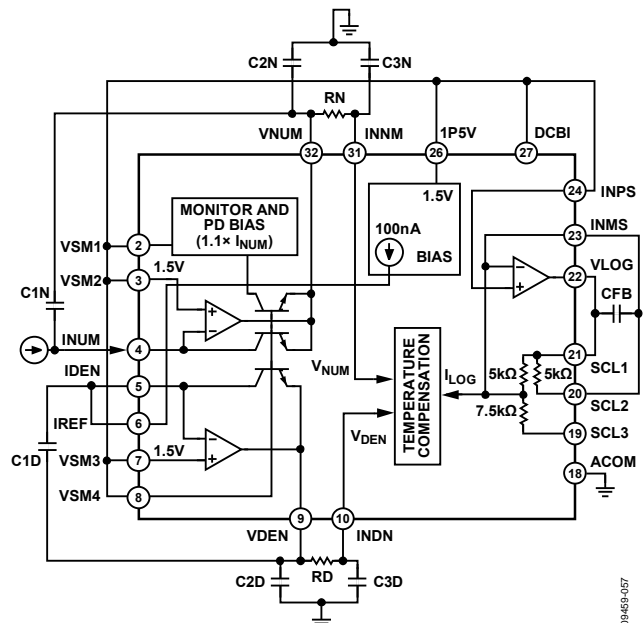 C2N
C3N
RN
VNUM
INNM
1P5V
DCBI
32
31
26
27
INPS
24
MONITOR AND
PD BIAS
(1.1× INUM)
1.5V
100nA
BIAS
INMS
23
VSM1
2
VLOG
22
VSM2
3
1.5V
CFB
C1N
INUM
4
IDEN
5
VNUM
TEMPERATURE
COMPENSATION
ILOG
5kΩ
5kΩ
21
SCL1
20
SCL2
7.5kΩ
IREF
6
VDEN
19
SCL3
C1D
VSM3
7
1.5V
18
ACOM
VSM4
8
9
10
VDEN
INDN
C2D
RD
C3D
09459-057